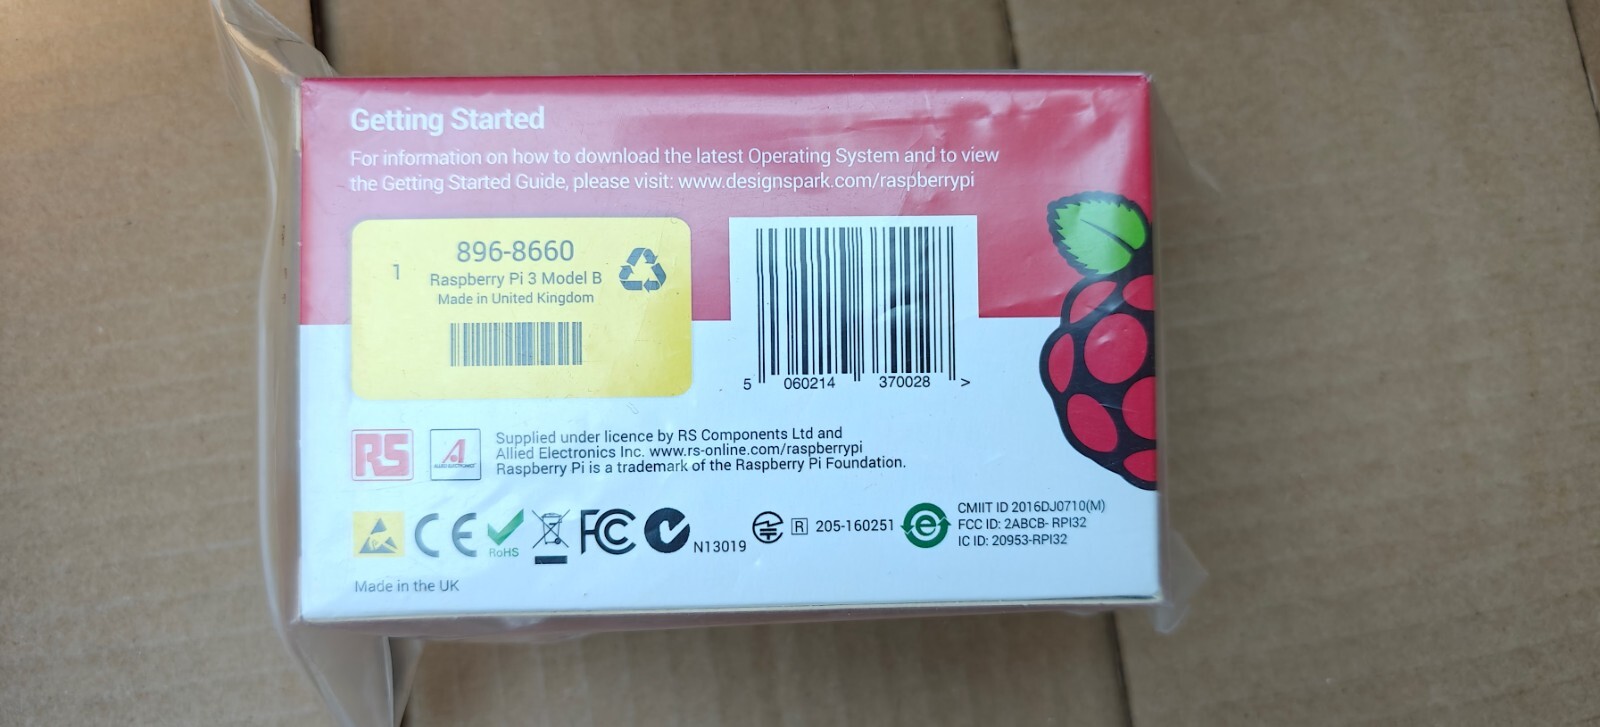 Getting Started
For information on how to download the latest Operating System and to view
the Getting Started Guide, please visit: www.designspark.com/raspberrypi
1
896-8660
Raspberry Pi 3 Model B
Made in United Kingdom
5 060214 370028 >
RS
A
ALLIED ELECTRONICS
Supplied under licence by RS Components Ltd and
Allied Electronics Inc. www.rs-online.com/raspberrypi
Raspberry Pi is a trademark of the Raspberry Pi Foundation.
CE
RoHS
FC
N13019
R 205-160251
e
CMIIT ID 2016DJ0710(M)
FCC ID: 2ABCB- RPI32
IC ID: 20953-RPI32
Made in the UK